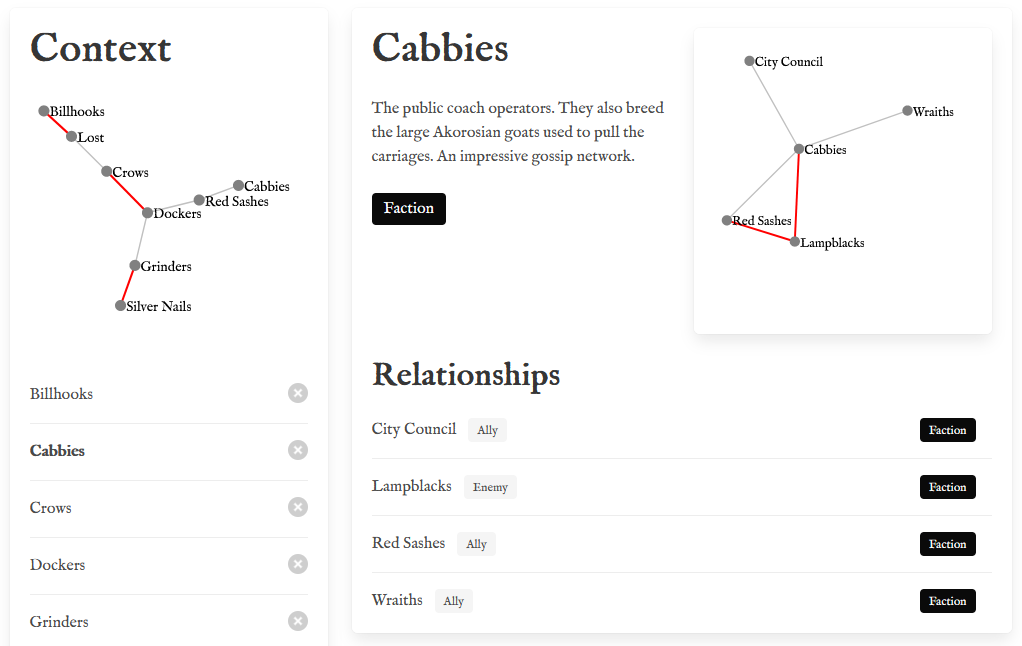 Context
Billhooks
Lost
Crows
Cabbies
Red Sashes
Dockers
Grinders
Silver Nails
Billhooks
Cabbies
Crows
Dockers
Grinders
Cabbies
The public coach operators. They also breed
the large Akorosian goats used to pull the
carriages. An impressive gossip network.
Faction
City Council
Wraiths
Cabbies
Red Sashes
Lampblacks
Relationships
City Council Ally Faction
Lampblacks Enemy Faction
Red Sashes Ally Faction
Wraiths Ally Faction